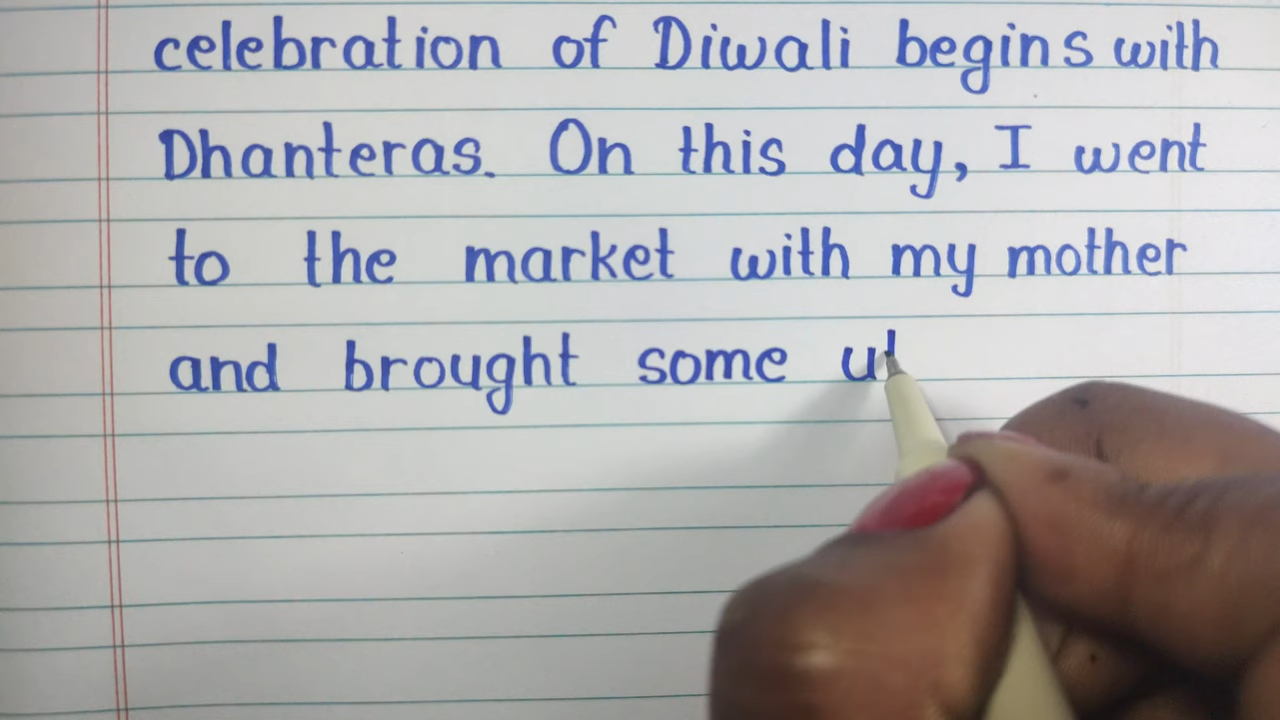 celebration of Diwali begins with
Dhanteras. On this day, I went
to the market with my mother
and brought some